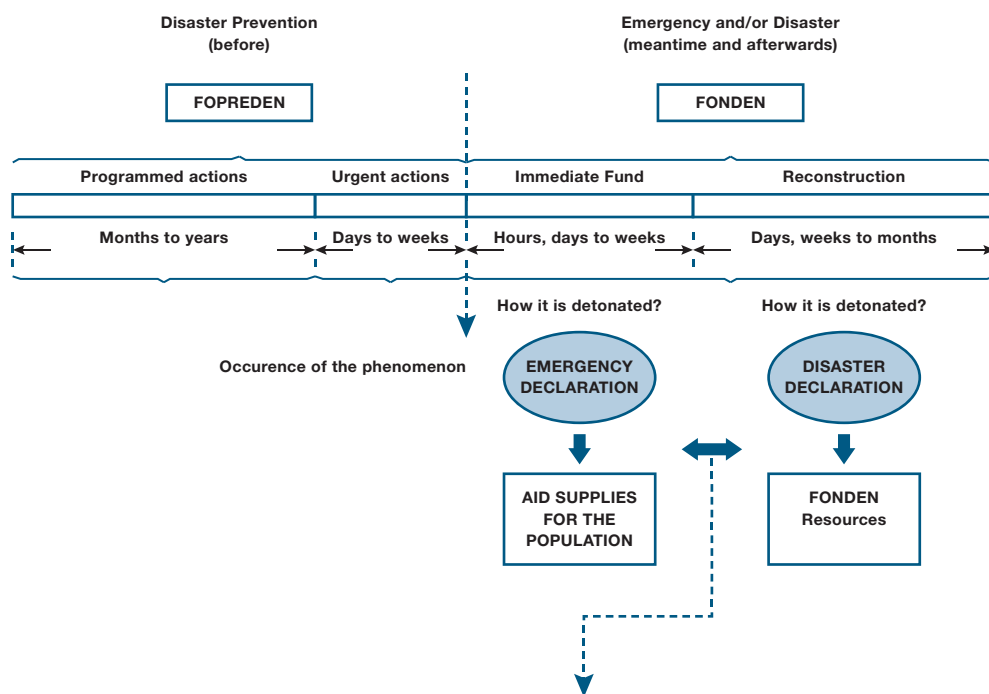 Disaster Prevention
(before)
Emergency and/or Disaster
(meantime and afterwards)
FOPREDEN
FONDEN
Programmed actions
Urgent actions
Immediate Fund
Reconstruction
Months to years
Days to weeks
Hours, days to weeks
Days, weeks to months
How it is detonated?
How it is detonated?
Occurence of the phenomenon
EMERGENCY
DECLARATION
DISASTER
DECLARATION
AID SUPPLIES
FOR THE
POPULATION
FONDEN
Resources